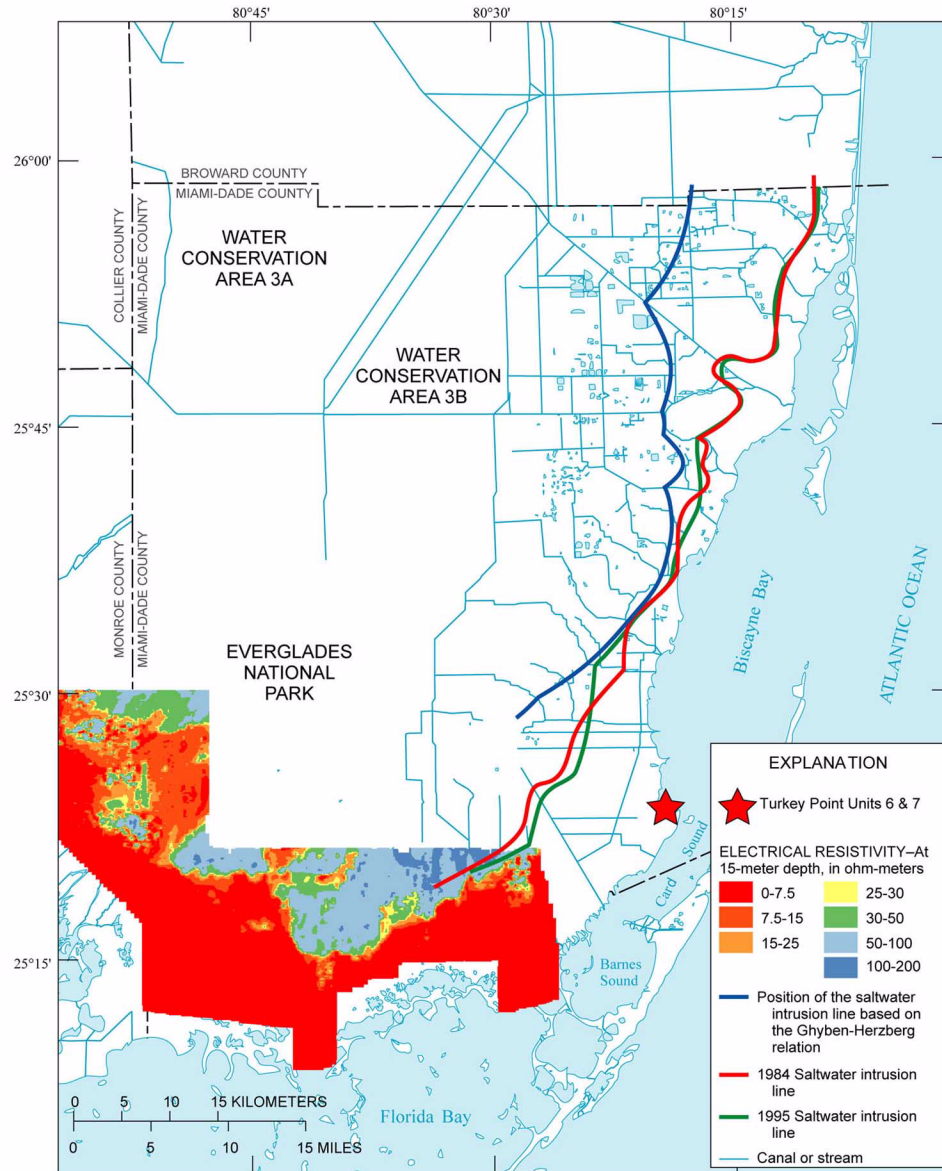 80°45'
80°30'
80°15'
26°00'
BROWARD COUNTY
MIAMI-DADE COUNTY
COLLIER COUNTY
MIAMI-DADE COUNTY
WATER
CONSERVATION
AREA 3A
WATER
CONSERVATION
AREA 3B
25°45'
MONROE COUNTY
MIAMI-DADE COUNTY
Biscayne Bay
ATLANTIC OCEAN
EVERGLADES
NATIONAL
PARK
25°30'
25°15'
Card Sound
Barnes
Sound
Florida Bay
0 5 10 15 KILOMETERS
0 5 10 15 MILES
EXPLANATION
Turkey Point Units 6 & 7
ELECTRICAL RESISTIVITY–At
15-meter depth, in ohm-meters
0-7.5
7.5-15
15-25
25-30
30-50
50-100
100-200
Position of the saltwater
intrusion line based on
the Ghyben-Herzberg
relation
1984 Saltwater intrusion
line
1995 Saltwater intrusion
line
Canal or stream